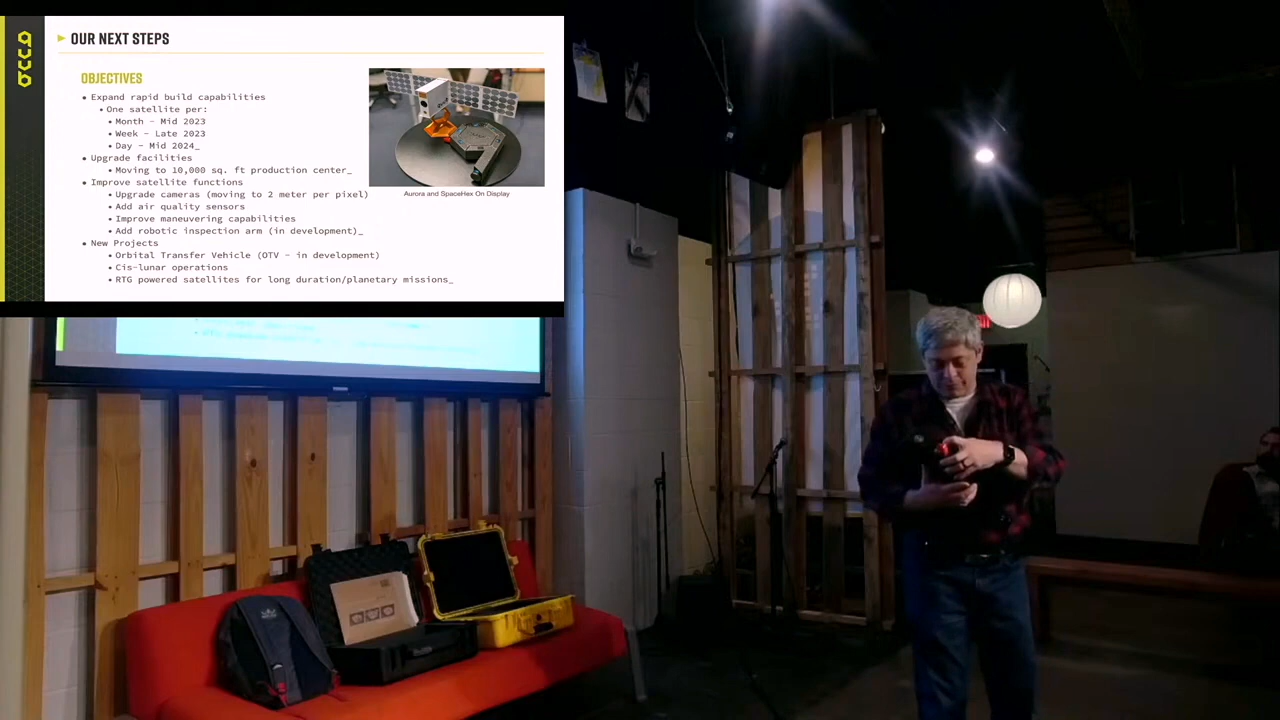 quub
OUR NEXT STEPS
OBJECTIVES
• Expand rapid build capabilities
• One satellite per:
• Month - Mid 2023
• Week - Late 2023
• Day - Mid 2024_
• Upgrade facilities
• Moving to 10,000 sq. ft production center_
• Improve satellite functions
• Upgrade cameras (moving to 2 meter per pixel)
• Add air quality sensors
• Improve maneuvering capabilities
• Add robotic inspection arm (in development)_
• New Projects
• Orbital Transfer Vehicle (OTV - in development)
• Cis-lunar operations
• RTG powered satellites for long duration/planetary missions_
Aurora and SpaceHex On Display